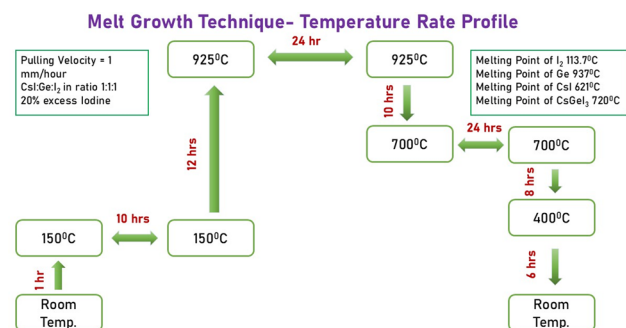 Melt Growth Technique- Temperature Rate Profile
Pulling Velocity = 1
mm/hour
CsI:Ge:I₂ in ratio 1:1:1
20% excess Iodine
925⁰C
24 hr
925⁰C
Melting Point of I₂ 113.7⁰C
Melting Point of Ge 937⁰C
Melting Point of CsI 621⁰C
Melting Point of CsGeI₃ 720⁰C
10 hrs
12 hrs
700⁰C
24 hrs
700⁰C
8 hrs
400⁰C
150⁰C
10 hrs
150⁰C
1 hr
6 hrs
Room
Temp.
Room
Temp.